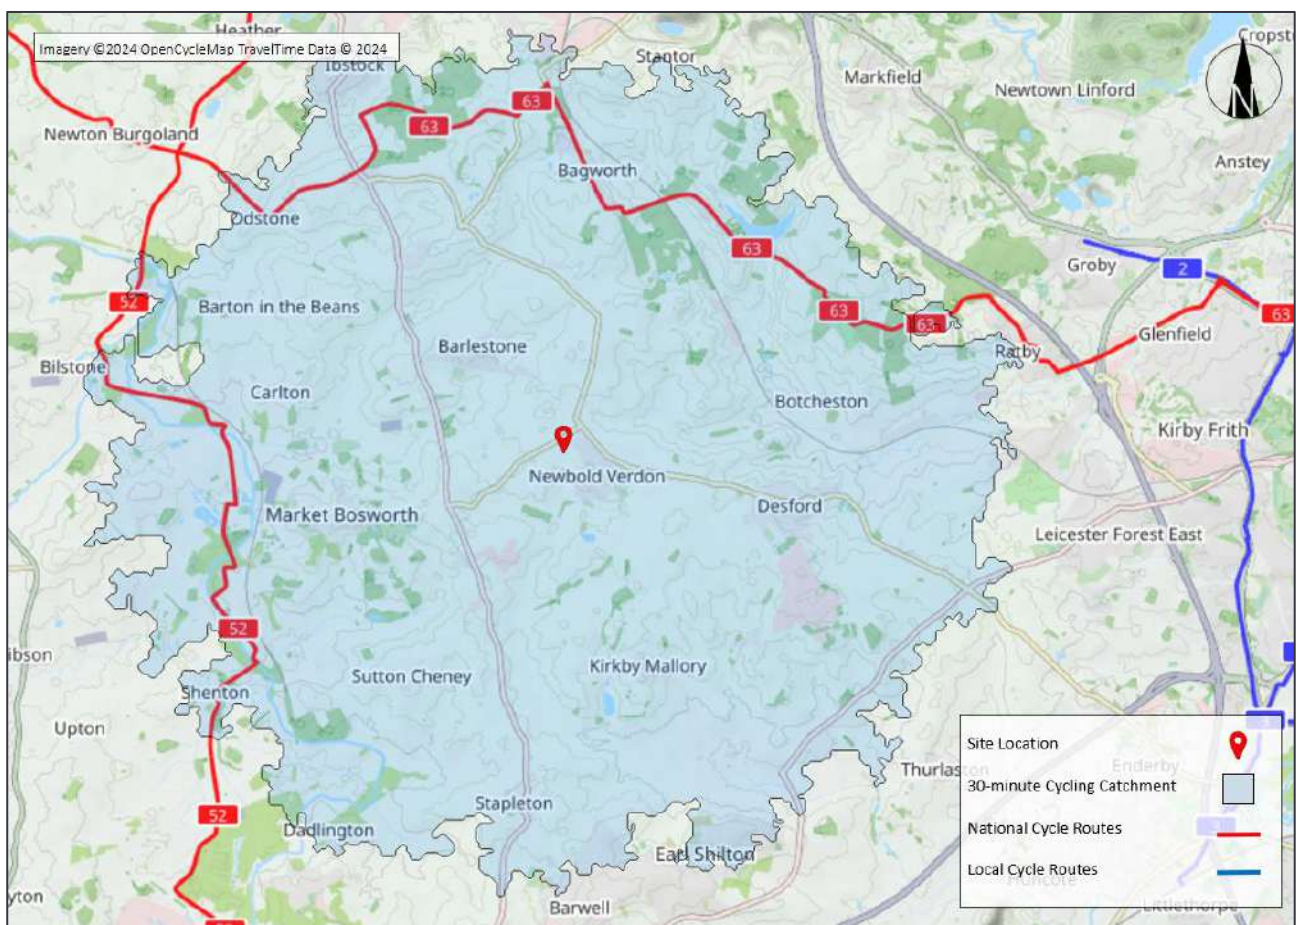 Heather
Cropst
Imagery ©2024 OpenCycleMap TravelTime Data © 2024
Ibstock
Stantor
Markfield
Newtown Linford
N
63
63
Newton Burgoland
Anstey
Bagworth
Odstone
63
Groby
2
52
Barton in the Beans
63
63
63
Glenfield
Barlestone
Ratby
Bilstone
Carlton
Botcheston
Kirby Frith
Newbold Verdon
Market Bosworth
Desford
Leicester Forest East
52
ibson
Sutton Cheney
Kirkby Mallory
Shenton
Upton
Site Location
Thurlaston
Enderby
30-minute Cycling Catchment
Stapleton
52
Dadlington
National Cycle Routes
Earl Shilton
Local Cycle Routes
Huncote
yton
Barwell
Littlethorpe